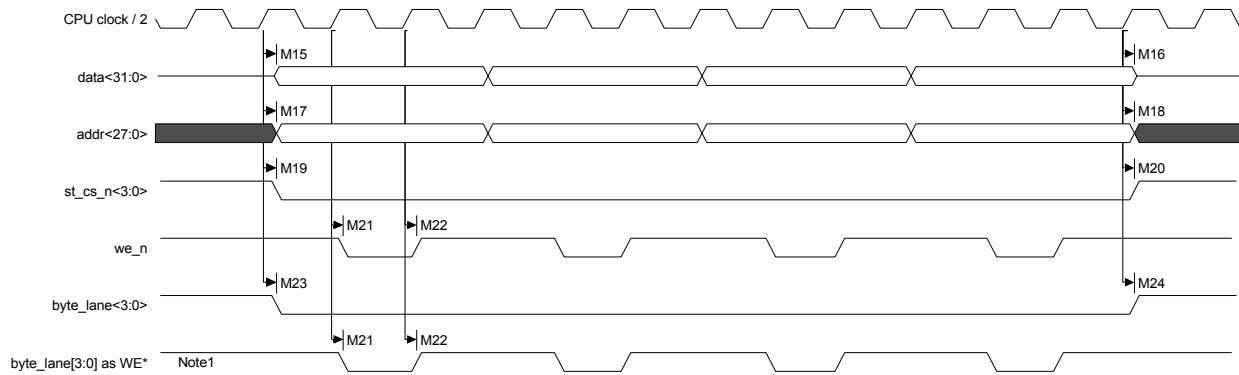 CPU clock / 2
M15 M16
data<31:0>
M17 M18
addr<27:0>
M19 M20
st_cs_n<3:0>
M21 M22
we_n
M23 M24
byte_lane<3:0>
M21 M22
byte_lane[3:0] as WE* Note1